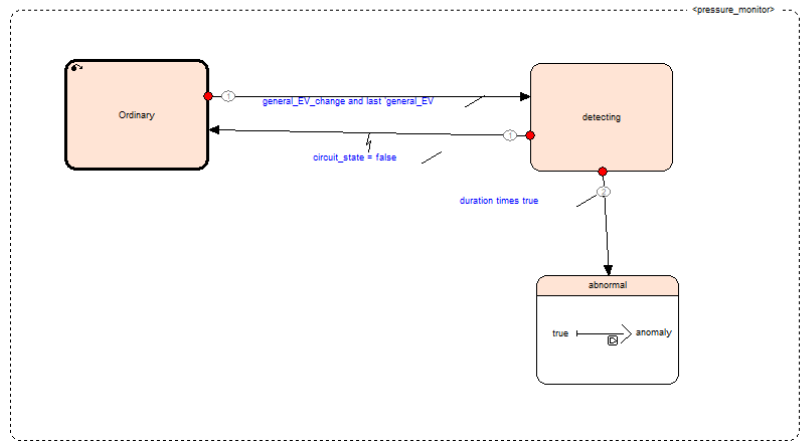 <pressure_monitor>
Ordinary
1
general_EV_change and last 'general_EV
detecting
1
circuit_state = false
2
duration times true
abnormal
true
anomaly